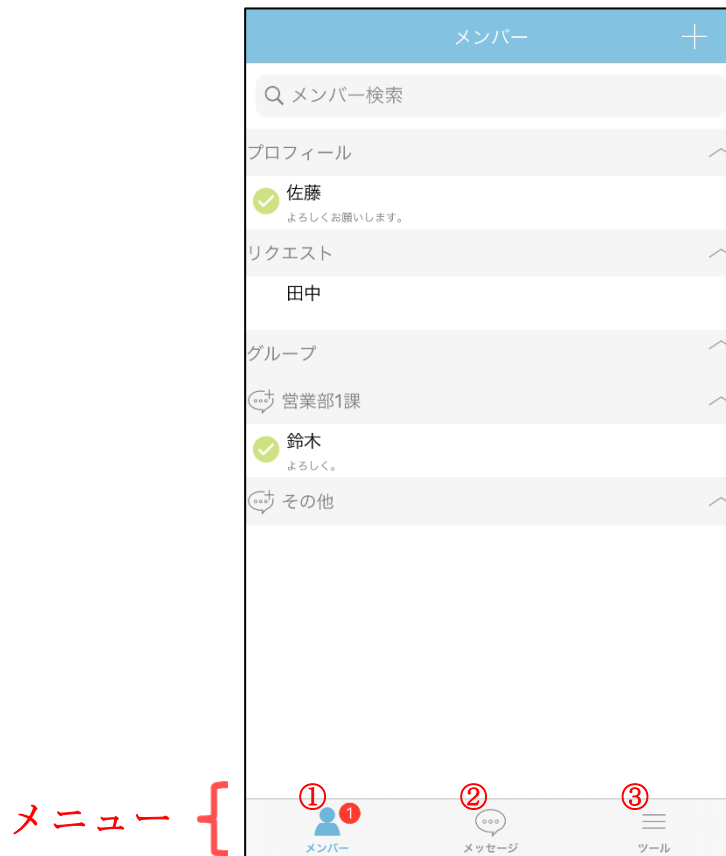 メンバー
メンバー検索
プロフィール
佐藤
よろしくお願いします。
リクエスト
田中
グループ
営業部1課
鈴木
よろしく。
その他
メニュー
① 1 ② ③
メンバー メッセージ ツール